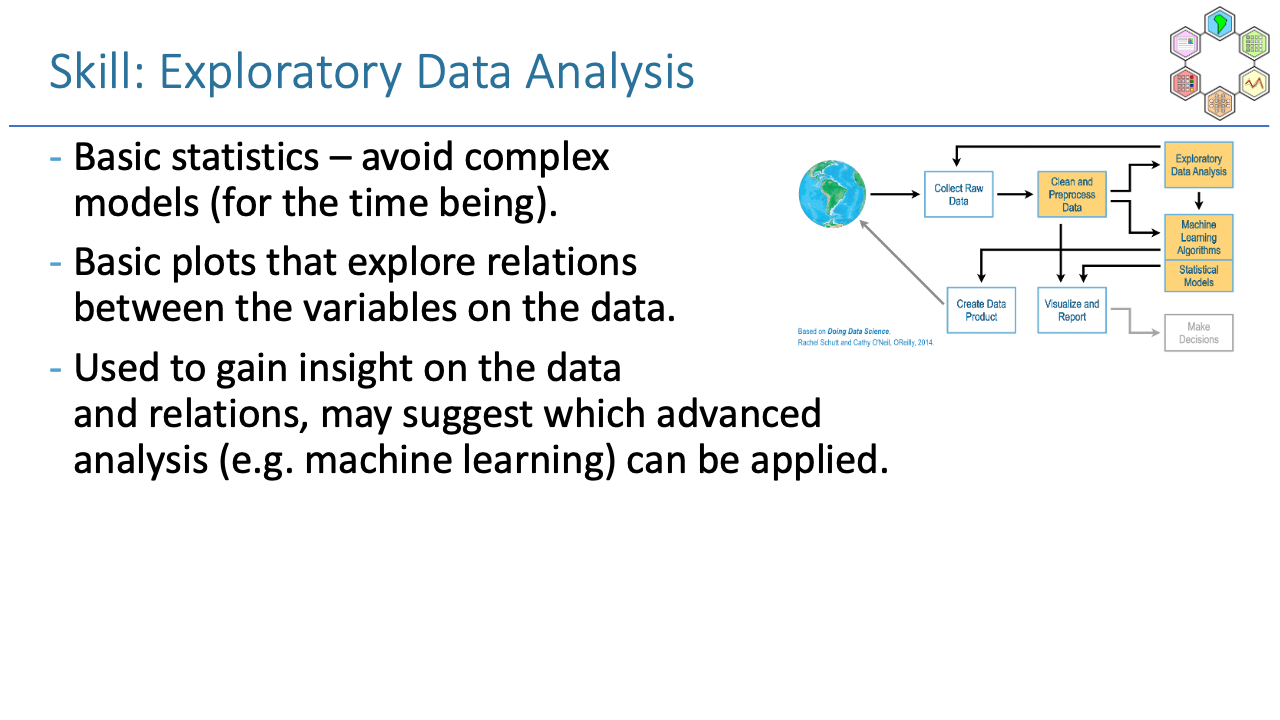 Skill: Exploratory Data Analysis
- Basic statistics – avoid complex
models (for the time being).
- Basic plots that explore relations
between the variables on the data.
- Used to gain insight on the data
and relations, may suggest which advanced
analysis (e.g. machine learning) can be applied.
Collect Raw
Data
Clean and
Preprocess
Data
Exploratory
Data Analysis
Machine
Learning
Algorithms
Statistical
Models
Create Data
Product
Visualize and
Report
Make
Decisions
Based on Doing Data Science,
Rachel Schutt and Cathy O'Neil, OReilly, 2014.